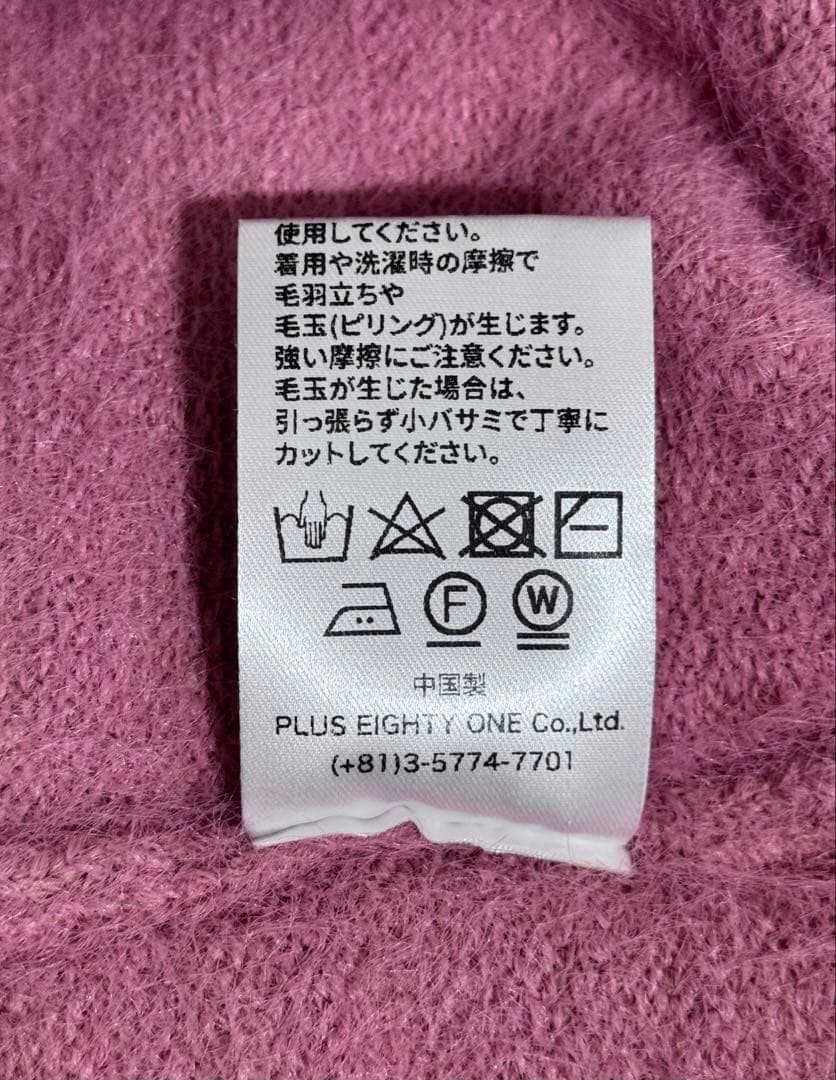 使用してください。
着用や洗濯時の摩擦で
毛羽立ちや
毛玉(ピリング)が生じます。
強い摩擦にご注意ください。
毛玉が生じた場合は、
引っ張らず小バサミで丁寧に
カットしてください。
F W
中国製
PLUS EIGHTY ONE Co.,Ltd.
(+81)3-5774-7701